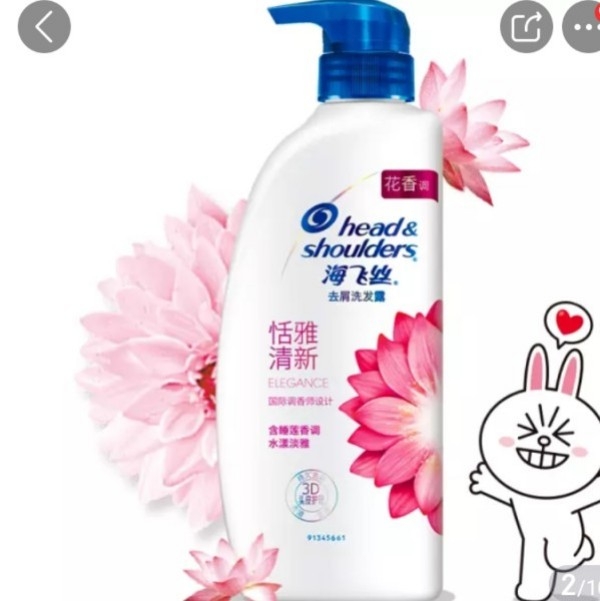 花香调
head &
shoulders
海飞丝
去屑洗发露
恬雅
清新
ELEGANCE
国际调香师设计
含睡莲香调
水漾淡雅
3D
91345661
2/1